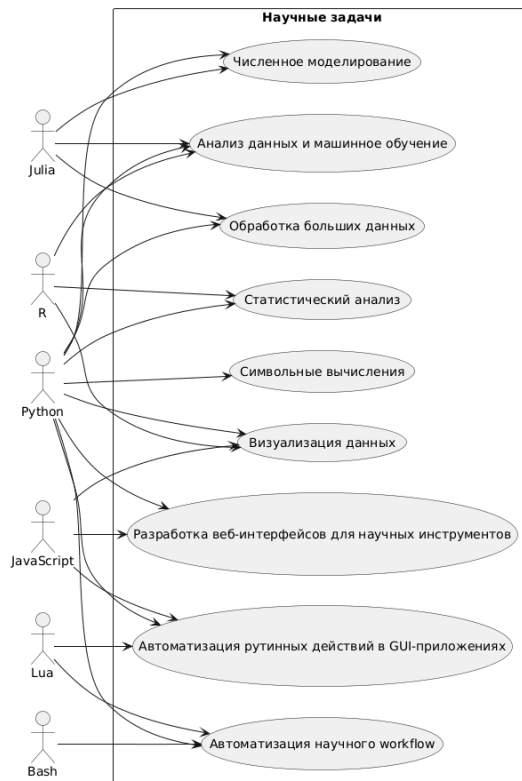 Научные задачи
Численное моделирование
Анализ данных и машинное обучение
Julia
Обработка больших данных
Статистический анализ
R
Символьные вычисления
Python
Визуализация данных
Разработка веб-интерфейсов для научных инструментов
JavaScript
Автоматизация рутинных действий в GUI-приложениях
Lua
Автоматизация научного workflow
Bash